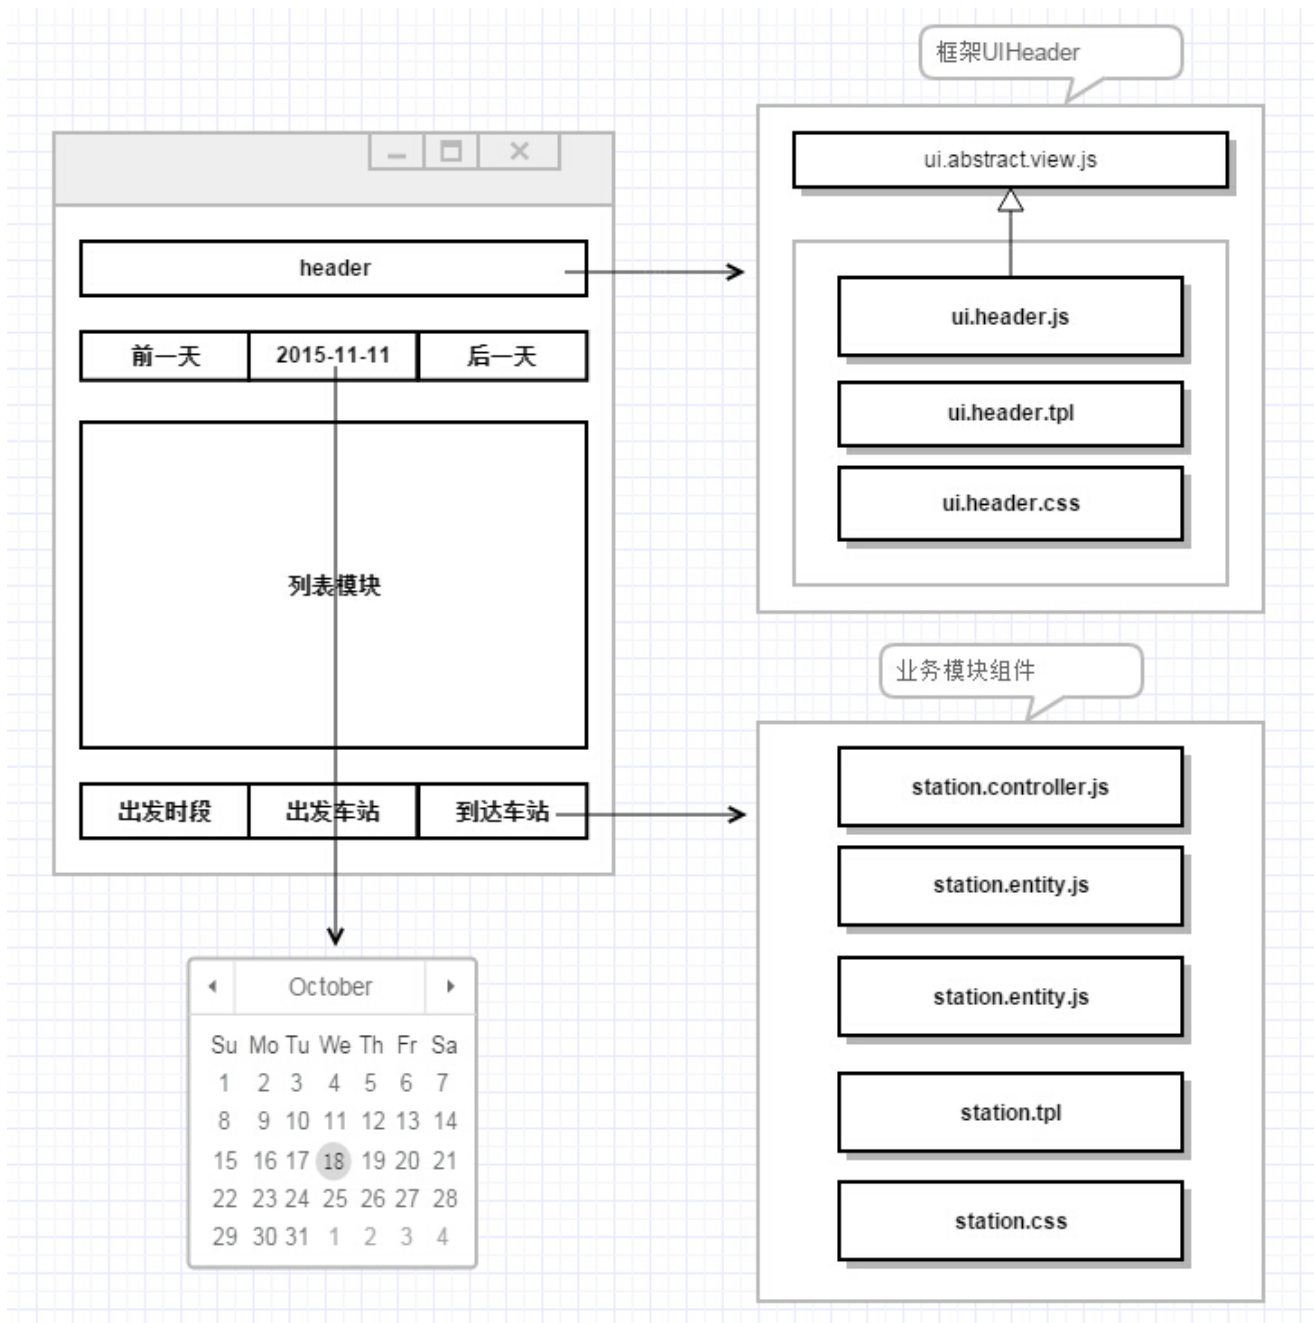 框架UIHeader
ui.abstract.view.js
header
ui.header.js
前一天 2015-11-11 后一天
ui.header.tpl
ui.header.css
列表模块
业务模块组件
station.controller.js
出发时段 出发车站 到达车站
station.entity.js
station.entity.js
station.tpl
station.css
October
Su Mo Tu We Th Fr Sa
1 2 3 4 5 6 7
8 9 10 11 12 13 14
15 16 17 18 19 20 21
22 23 24 25 26 27 28
29 30 31 1 2 3 4